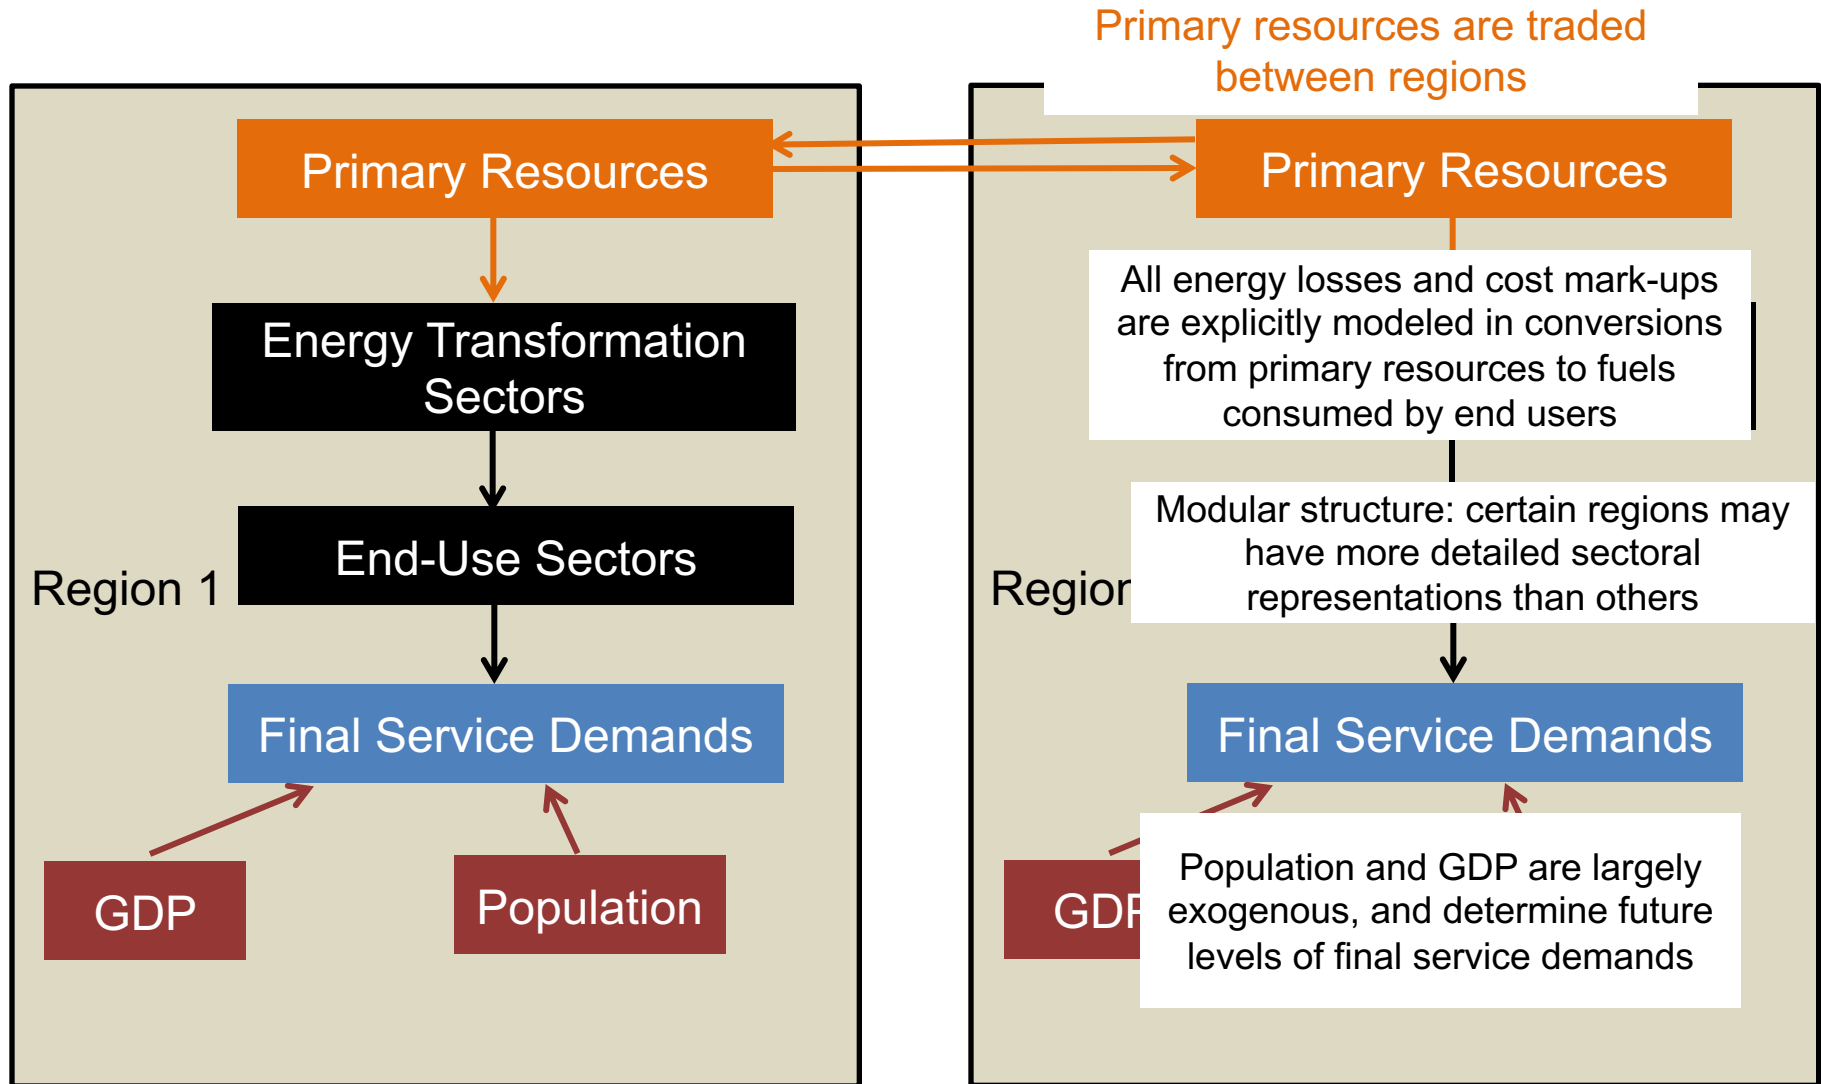 Primary resources are traded
between regions
Primary Resources
Energy Transformation
Sectors
End-Use Sectors
Region 1
Final Service Demands
GDP
Population
Primary Resources
All energy losses and cost mark-ups
are explicitly modeled in conversions
from primary resources to fuels
consumed by end users
Modular structure: certain regions may
have more detailed sectoral
representations than others
Region
Final Service Demands
GDP
Population and GDP are largely
exogenous, and determine future
levels of final service demands